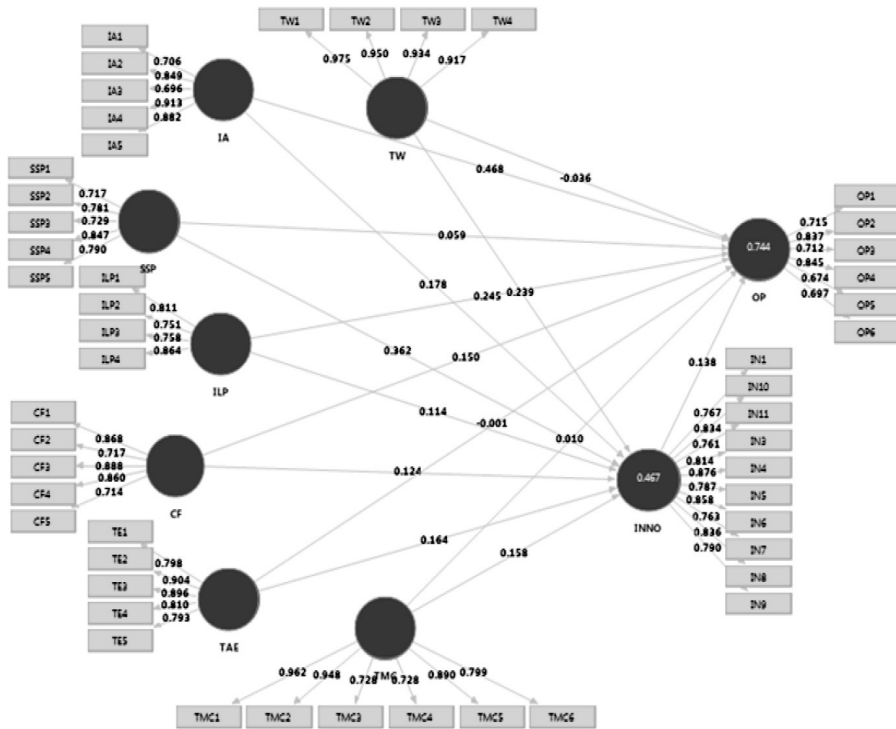 TW1 TW2 TW3 TW4
0.975 0.950 0.934 0.917
TW
IA1
IA2
IA3
IA4
IA5
0.706
0.849
0.696
0.913
0.882
IA
SSP1
SSP2
SSP3
SSP4
SSP5
0.717
0.781
0.729
0.847
0.790
SSP
ILP1
ILP2
ILP3
ILP4
0.811
0.751
0.758
0.864
ILP
CF1
CF2
CF3
CF4
CF5
0.868
0.717
0.888
0.860
0.714
CF
TE1
TE2
TE3
TE4
TE5
0.798
0.904
0.896
0.810
0.793
TAE
TMC
0.962 0.948 0.728 0.728 0.890 0.799
TMC1 TMC2 TMC3 TMC4 TMC5 TMC6
0.468
-0.036
0.059
0.178
0.245
0.239
0.362
0.150
0.114
-0.001
0.010
0.124
0.164
0.158
0.138
0.744
OP
0.715
0.837
0.712
0.845
0.674
0.697
OP1
OP2
OP3
OP4
OP5
OP6
0.467
INNO
0.767
0.834
0.761
0.814
0.876
0.787
0.858
0.763
0.836
0.790
IN1
IN10
IN11
IN3
IN4
IN5
IN6
IN7
IN8
IN9